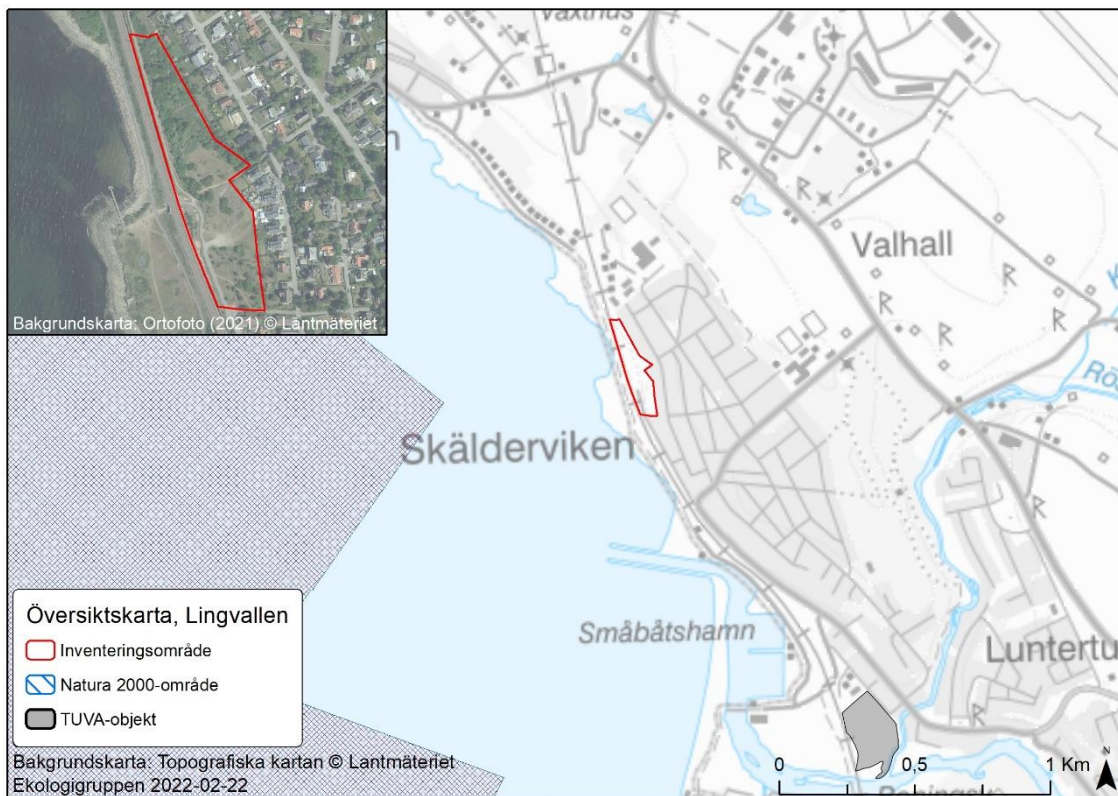 Växthus
Bakgrundskarta: Ortofoto (2021) © Lantmäteriet
Valhall
Skälderviken
Småbåtshamn
Luntertu
Översiktskarta, Lingvallen
Inventeringsområde
Natura 2000-område
TUVA-objekt
Bakgrundskarta: Topografiska kartan © Lantmäteriet
Ekologigruppen 2022-02-22
0 0,5 1 Km
N